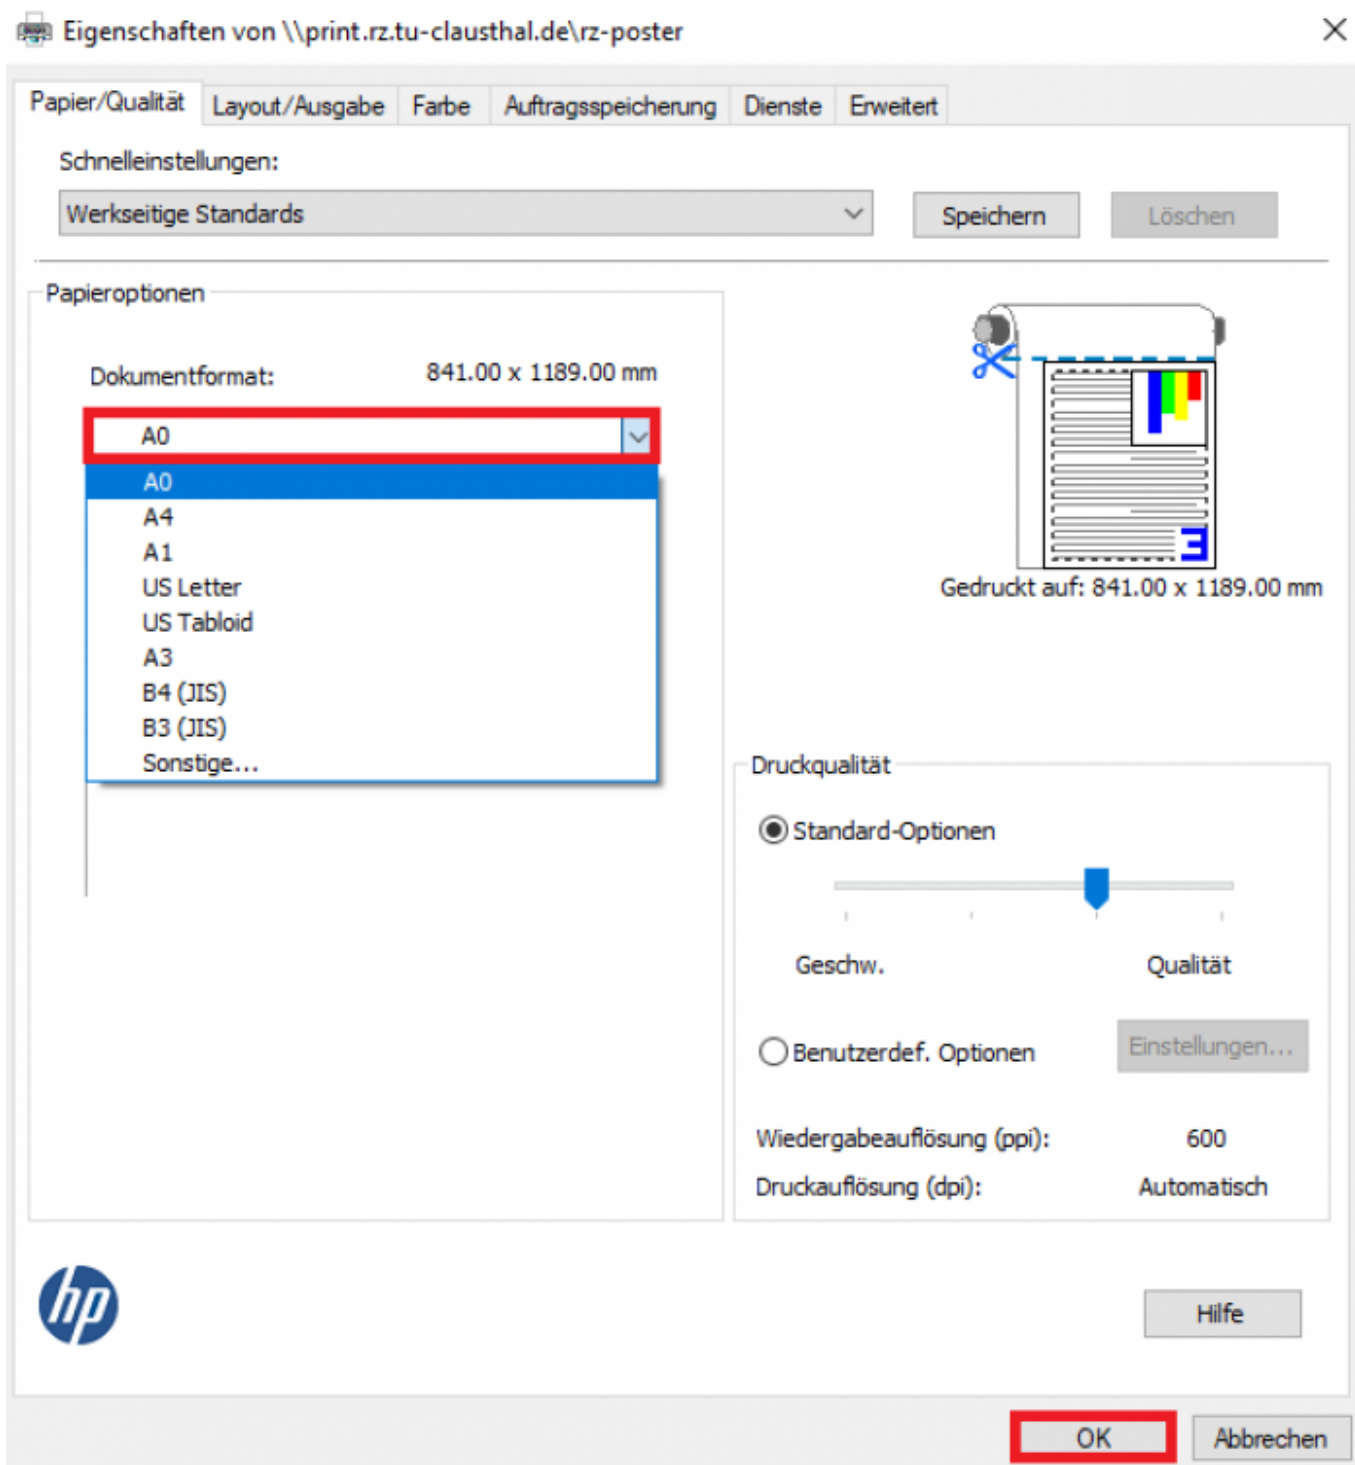 Eigenschaften von \\print.rz.tu-clausthal.de\rz-poster
Papier/Qualität Layout/Ausgabe Farbe Auftragsspeicherung Dienste Erweitert
Schnelleinstellungen:
Werkseitige Standards Speichern Löschen
Papieroptionen
Dokumentformat: 841.00 x 1189.00 mm
A0
A0
A4
A1
US Letter
US Tabloid
A3
B4 (JIS)
B3 (JIS)
Sonstige...
Gedruckt auf: 841.00 x 1189.00 mm
Druckqualität
Standard-Optionen
Geschw. Qualität
Benutzerdef. Optionen Einstellungen...
Wiedergabeauflösung (ppi): 600
Druckauflösung (dpi): Automatisch
hp
Hilfe
OK Abbrechen